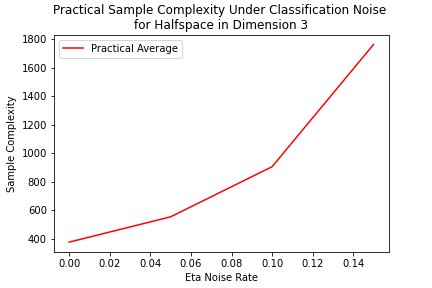 Practical Sample Complexity Under Classification Noise
for Halfspace in Dimension 3
Practical Average
1800
1600
1400
1200
1000
800
600
400
Sample Complexity
0.00 0.02 0.04 0.06 0.08 0.10 0.12 0.14
Eta Noise Rate